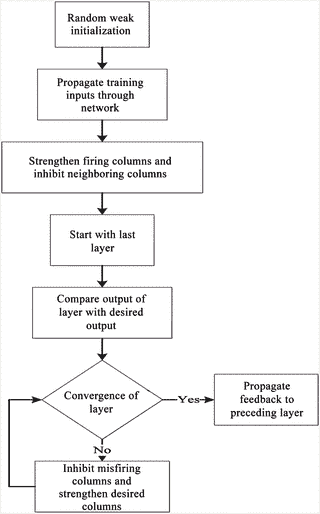 Random weak
initialization
Propagate training
inputs through
network
Strengthen firing columns and
inhibit neighboring columns
Start with last
layer
Compare output of
layer with desired
output
Convergence of
layer
Yes
Propagate
feedback to
preceding layer
No
Inhibit misfiring
columns and
strengthen desired
columns